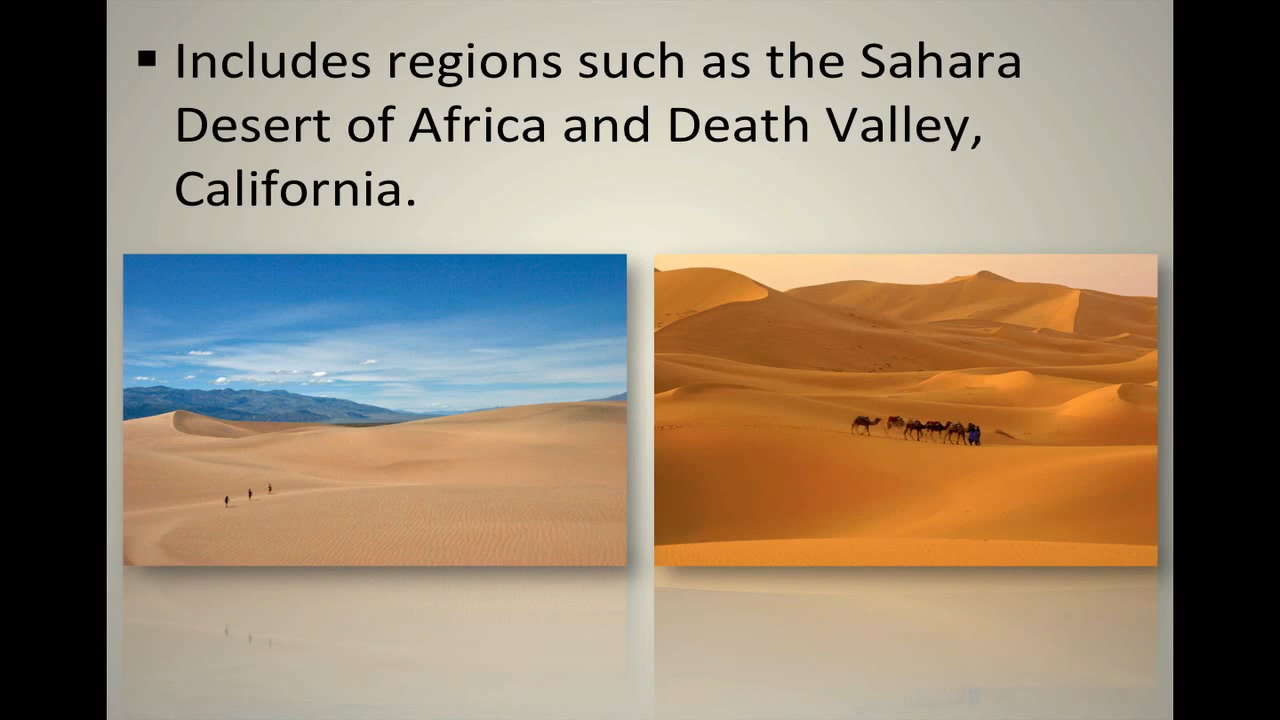 ▪ Includes regions such as the Sahara
Desert of Africa and Death Valley,
California.